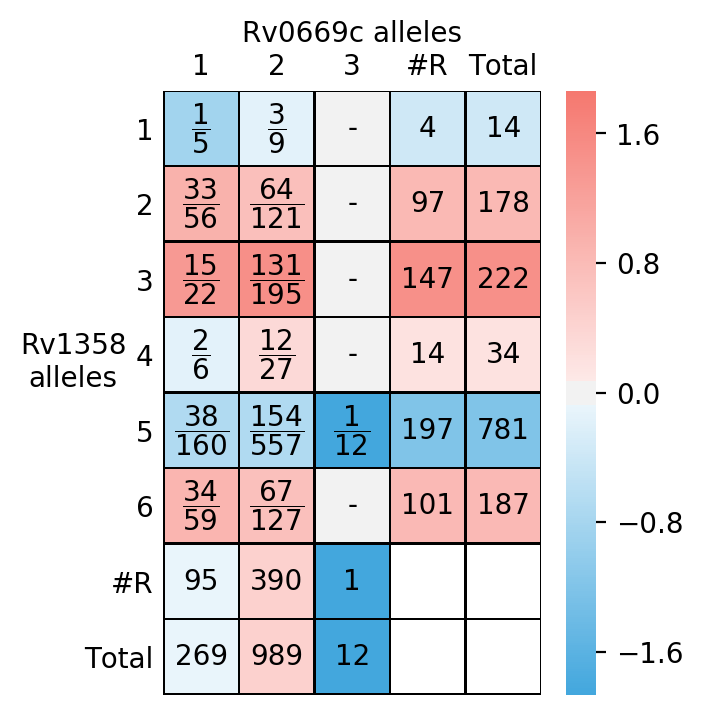 Rv0669c alleles
1 2 3 #R Total
1 1/5 3/9 - 4 14
2 33/56 64/121 - 97 178
3 15/22 131/195 - 147 222
Rv1358 alleles
4 2/6 12/27 - 14 34
5 38/160 154/557 1/12 197 781
6 34/59 67/127 - 101 187
#R 95 390 1
Total 269 989 12
1.6
0.8
0.0
−0.8
−1.6